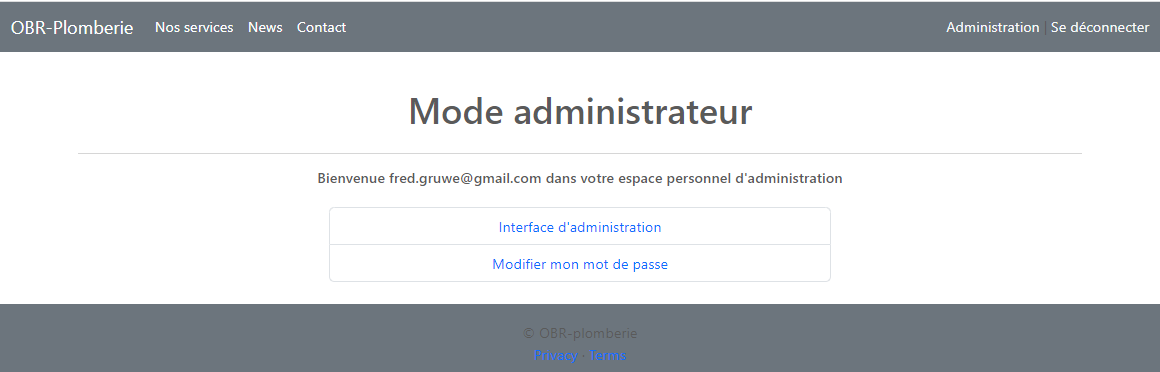 OBR-Plomberie Nos services News Contact Administration | Se déconnecter
Mode administrateur
Bienvenue fred.gruwe@gmail.com dans votre espace personnel d'administration
Interface d'administration
Modifier mon mot de passe
© OBR-plomberie
Privacy · Terms